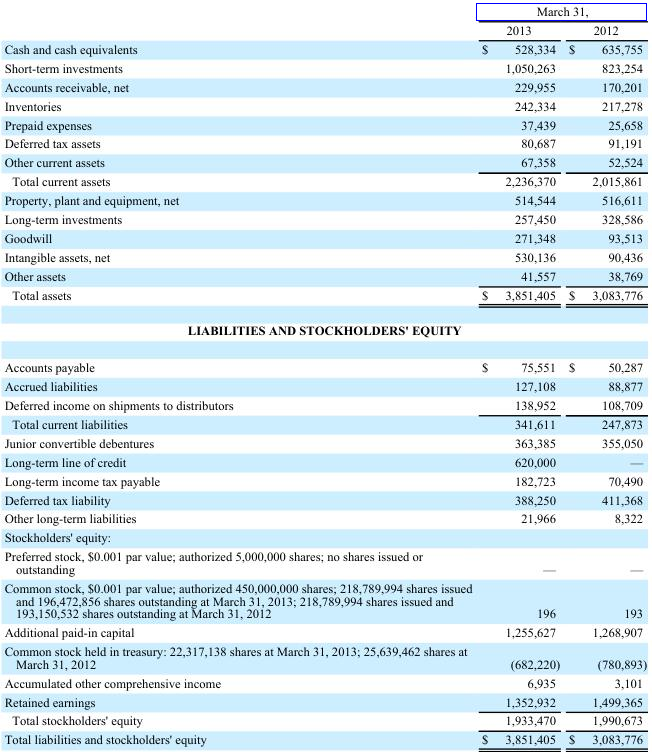 March 31,
2013 2012
Cash and cash equivalents $ 528,334 $ 635,755
Short-term investments 1,050,263 823,254
Accounts receivable, net 229,955 170,201
Inventories 242,334 217,278
Prepaid expenses 37,439 25,658
Deferred tax assets 80,687 91,191
Other current assets 67,358 52,524
Total current assets 2,236,370 2,015,861
Property, plant and equipment, net 514,544 516,611
Long-term investments 257,450 328,586
Goodwill 271,348 93,513
Intangible assets, net 530,136 90,436
Other assets 41,557 38,769
Total assets $ 3,851,405 $ 3,083,776
LIABILITIES AND STOCKHOLDERS' EQUITY
Accounts payable $ 75,551 $ 50,287
Accrued liabilities 127,108 88,877
Deferred income on shipments to distributors 138,952 108,709
Total current liabilities 341,611 247,873
Junior convertible debentures 363,385 355,050
Long-term line of credit 620,000 —
Long-term income tax payable 182,723 70,490
Deferred tax liability 388,250 411,368
Other long-term liabilities 21,966 8,322
Stockholders' equity:
Preferred stock, $0.001 par value; authorized 5,000,000 shares; no shares issued or
outstanding — —
Common stock, $0.001 par value; authorized 450,000,000 shares; 218,789,994 shares issued
and 196,472,856 shares outstanding at March 31, 2013; 218,789,994 shares issued and
193,150,532 shares outstanding at March 31, 2012 196 193
Additional paid-in capital 1,255,627 1,268,907
Common stock held in treasury: 22,317,138 shares at March 31, 2013; 25,639,462 shares at
March 31, 2012 (682,220) (780,893)
Accumulated other comprehensive income 6,935 3,101
Retained earnings 1,352,932 1,499,365
Total stockholders' equity 1,933,470 1,990,673
Total liabilities and stockholders' equity $ 3,851,405 $ 3,083,776